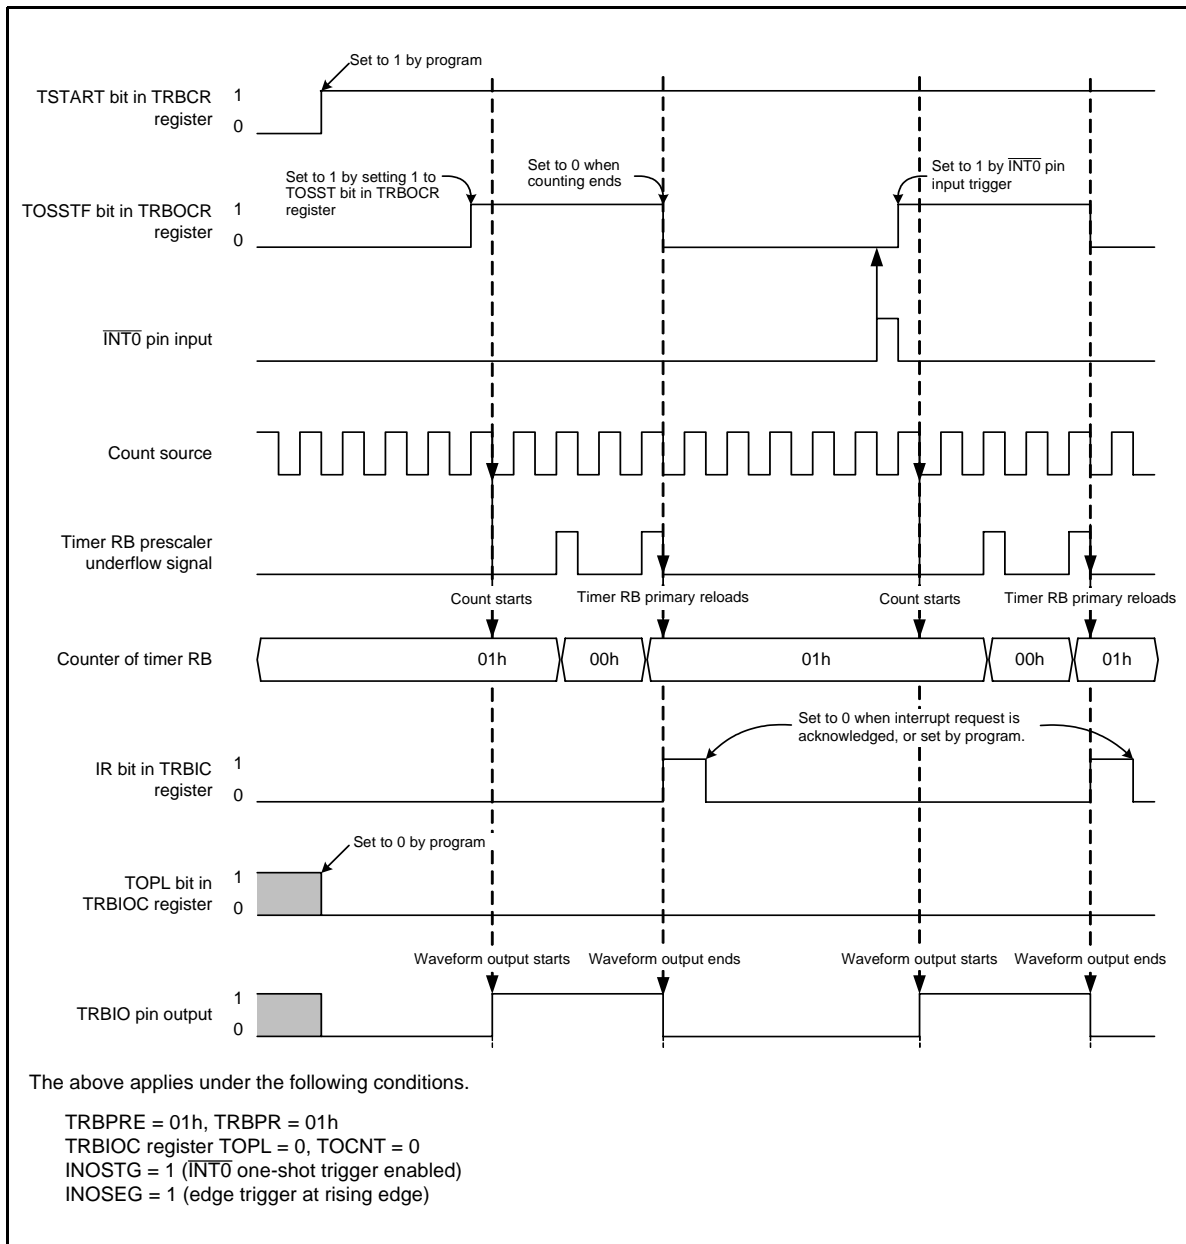 Set to 1 by program
TSTART bit in TRBCR
register
1
0
Set to 1 by setting 1 to
TOSST bit in TRBOCR
register
Set to 0 when
counting ends
Set to 1 by INT0 pin
input trigger
TOSSTF bit in TRBOCR
register
1
0
INT0 pin input
Count source
Timer RB prescaler
underflow signal
Count starts
Timer RB primary reloads
Count starts
Timer RB primary reloads
Counter of timer RB
01h
00h
01h
00h
01h
Set to 0 when interrupt request is
acknowledged, or set by program.
IR bit in TRBIC
register
1
0
Set to 0 by program
TOPL bit in
TRBIOC register
1
0
Waveform output starts
Waveform output ends
Waveform output starts
Waveform output ends
TRBIO pin output
1
0
The above applies under the following conditions.
TRBPRE = 01h, TRBPR = 01h
TRBIOC register TOPL = 0, TOCNT = 0
INOSTG = 1 (INT0 one-shot trigger enabled)
INOSEG = 1 (edge trigger at rising edge)